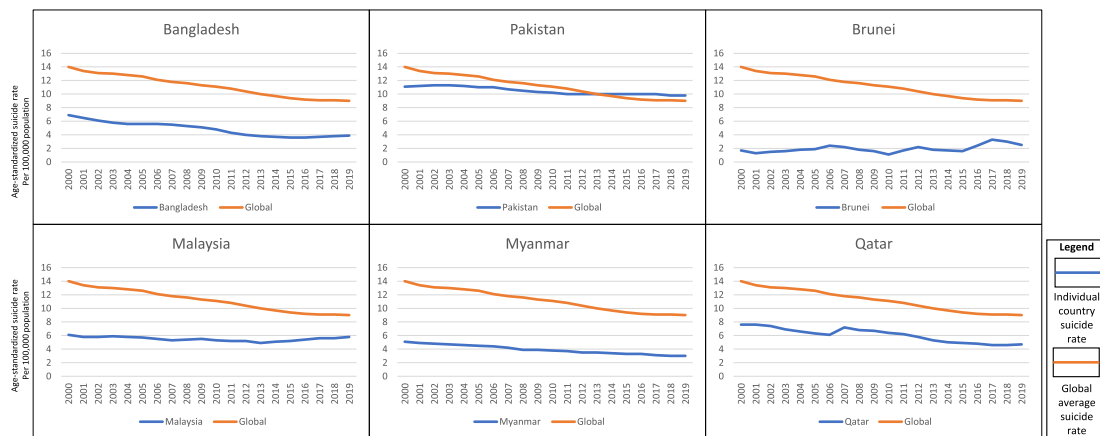 Bangladesh
Age-standardized suicide rate
Per 100,000 population
16
14
12
10
8
6
4
2
0
2000 2001 2002 2003 2004 2005 2006 2007 2008 2009 2010 2011 2012 2013 2014 2015 2016 2017 2018 2019
Bangladesh Global
Pakistan
16
14
12
10
8
6
4
2
0
2000 2001 2002 2003 2004 2005 2006 2007 2008 2009 2010 2011 2012 2013 2014 2015 2016 2017 2018 2019
Pakistan Global
Brunei
16
14
12
10
8
6
4
2
0
2000 2001 2002 2003 2004 2005 2006 2007 2008 2009 2010 2011 2012 2013 2014 2015 2016 2017 2018 2019
Brunei Global
Malaysia
Age-standardized suicide rate
Per 100,000 population
16
14
12
10
8
6
4
2
0
2000 2001 2002 2003 2004 2005 2006 2007 2008 2009 2010 2011 2012 2013 2014 2015 2016 2017 2018 2019
Malaysia Global
Myanmar
16
14
12
10
8
6
4
2
0
2000 2001 2002 2003 2004 2005 2006 2007 2008 2009 2010 2011 2012 2013 2014 2015 2016 2017 2018 2019
Myanmar Global
Qatar
16
14
12
10
8
6
4
2
0
2000 2001 2002 2003 2004 2005 2006 2007 2008 2009 2010 2011 2012 2013 2014 2015 2016 2017 2018 2019
Qatar Global
Legend
Individual
country
suicide
rate
Global
average
suicide
rate